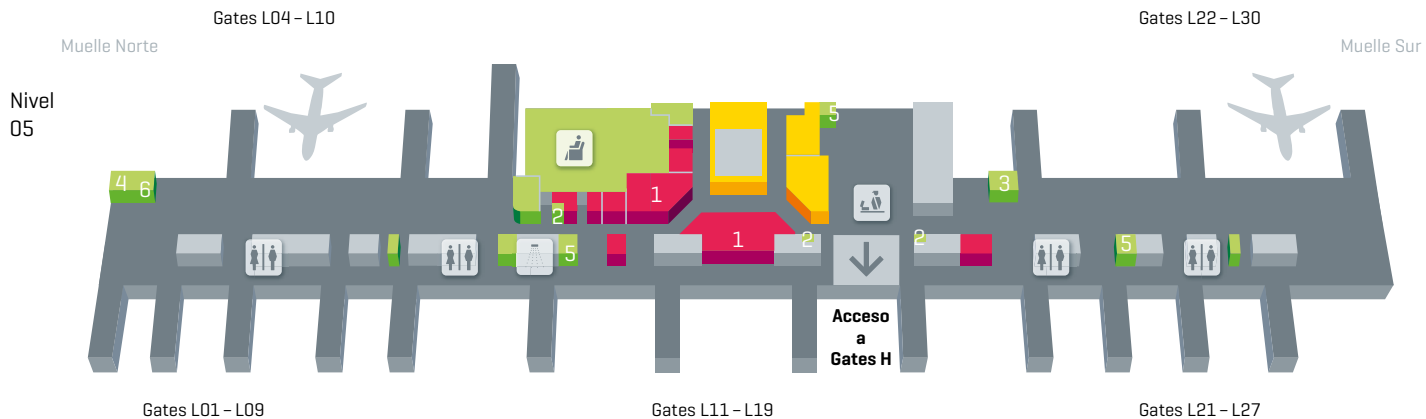 Gates L04 – L10
Gates L22 – L30
Muelle Norte
Muelle Sur
Nivel
05
5
4 6
3
1
2
1
2
2
5
5
Acceso
a
Gates H
Gates L01 – L09
Gates L11 – L19
Gates L21 – L27